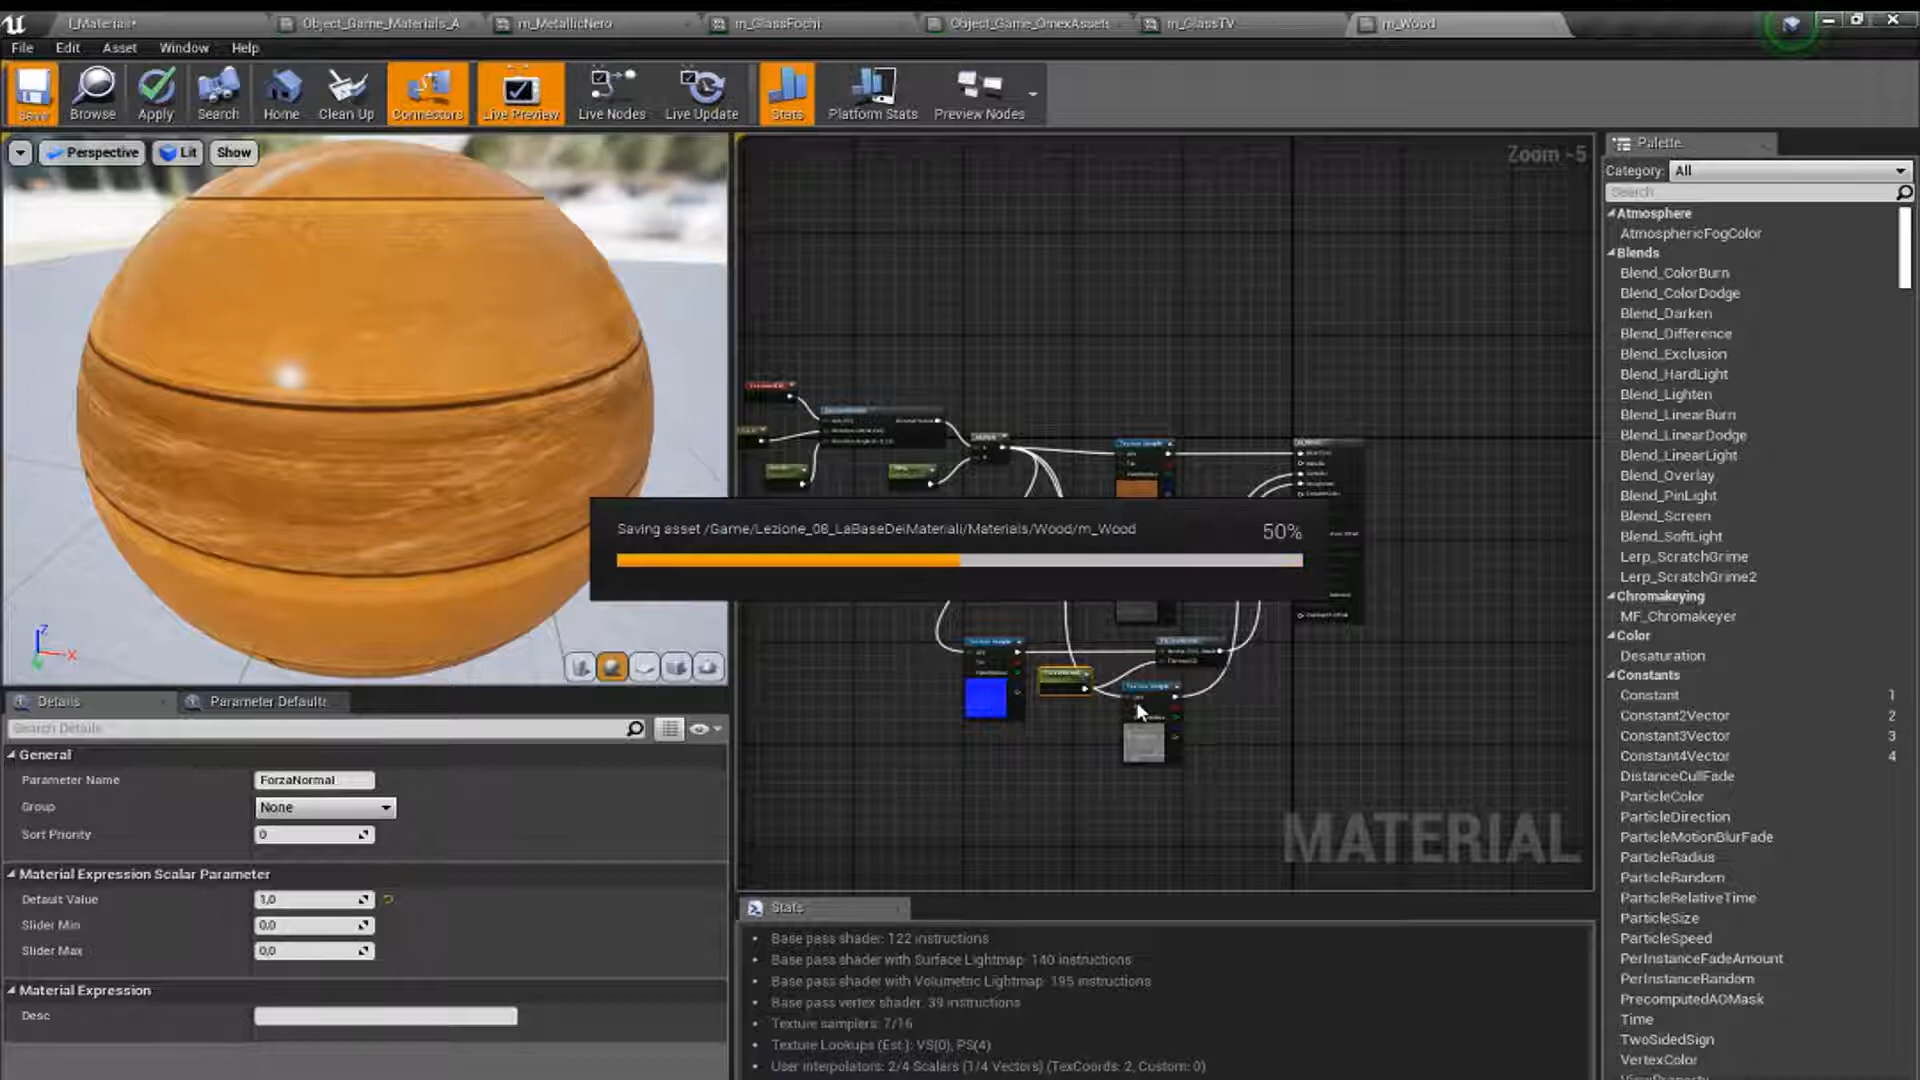 l_Material*
Object_Game_Materials_A
m_MetallicNero
m_GlassFochi
Object_Game_OmexAssets
m_GlassTV
m_Wood
File Edit Asset Window Help
Save
Browse
Apply
Search
Home
Clean Up
Connectors
Live Preview
Live Nodes
Live Update
Stats
Platform Stats
Preview Nodes
Perspective
Lit
Show
Zoom -5
Saving asset /Game/Lezione_08_LaBaseDeiMateriali/Materials/Wood/m_Wood
50%
MATERIAL
Z
X
Details
Parameter Defaults
Search Details
General
Parameter Name ForzaNormal
Group None
Sort Priority 0
Material Expression Scalar Parameter
Default Value 1,0
Slider Min 0,0
Slider Max 0,0
Material Expression
Desc
Stats
Base pass shader: 122 instructions
Base pass shader with Surface Lightmap: 140 instructions
Base pass shader with Volumetric Lightmap: 195 instructions
Base pass vertex shader: 39 instructions
Texture samplers: 7/16
Texture Lookups (Est.): VS(0), PS(4)
User interpolators: 2/4 Scalars (1/4 Vectors) (TexCoords: 2, Custom: 0)
Palette
Category: All
Search
Atmosphere
AtmosphericFogColor
Blends
Blend_ColorBurn
Blend_ColorDodge
Blend_Darken
Blend_Difference
Blend_Exclusion
Blend_HardLight
Blend_Lighten
Blend_LinearBurn
Blend_LinearDodge
Blend_LinearLight
Blend_Overlay
Blend_PinLight
Blend_Screen
Blend_SoftLight
Lerp_ScratchGrime
Lerp_ScratchGrime2
Chromakeying
MF_Chromakeyer
Color
Desaturation
Constants
Constant 1
Constant2Vector 2
Constant3Vector 3
Constant4Vector 4
DistanceCullFade
ParticleColor
ParticleDirection
ParticleMotionBlurFade
ParticleRadius
ParticleRandom
ParticleRelativeTime
ParticleSize
ParticleSpeed
PerInstanceFadeAmount
PerInstanceRandom
PrecomputedAOMask
Time
TwoSidedSign
VertexColor